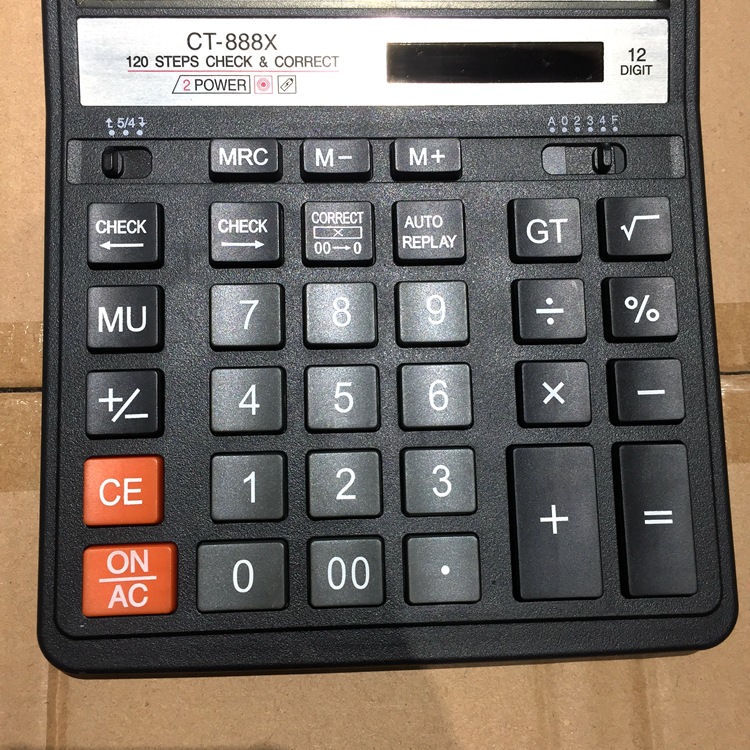 CT-888X
120 STEPS CHECK & CORRECT
2 POWER
12
DIGIT
↥ 5/4 ↧
A 0 2 3 4 F
MRC
M−
M+
CHECK
←
CHECK
→
CORRECT
×
00→0
AUTO
REPLAY
GT
√
MU
7
8
9
÷
%
+/−
4
5
6
×
−
CE
1
2
3
+
=
ON
AC
0
00
.